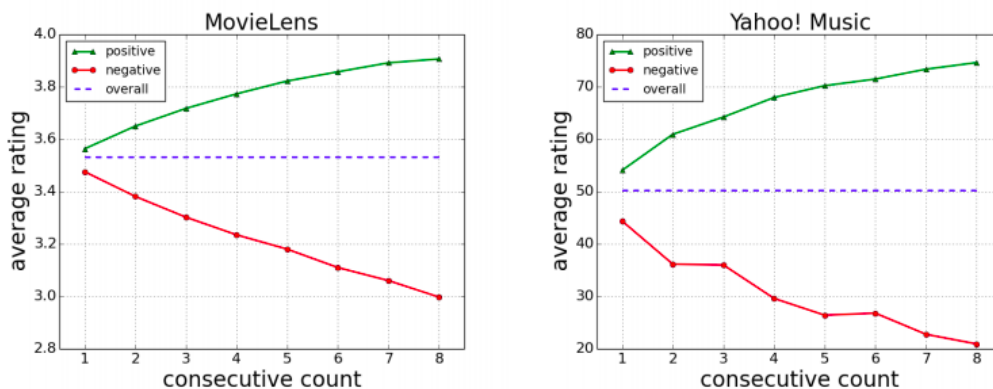 MovieLens
average rating
4.0
3.8
3.6
3.4
3.2
3.0
2.8
positive
negative
overall
1 2 3 4 5 6 7 8
consecutive count
Yahoo! Music
average rating
80
70
60
50
40
30
20
positive
negative
overall
1 2 3 4 5 6 7 8
consecutive count